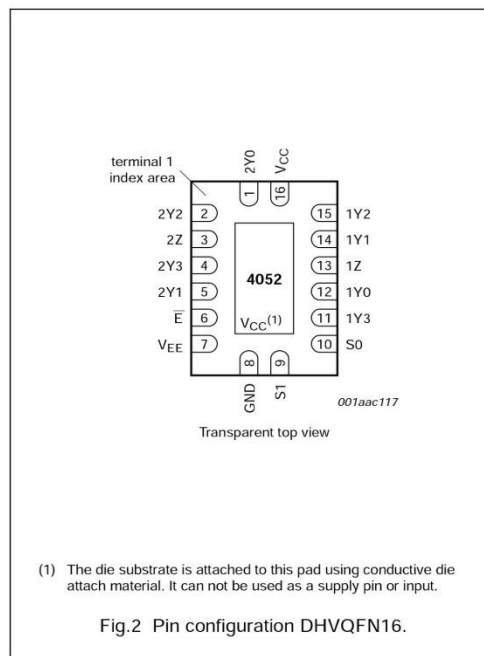 terminal 1
index area
2Y0
VCC
1
16
2Y2 2
15 1Y2
2Z 3
14 1Y1
2Y3 4
13 1Z
4052
2Y1 5
12 1Y0
E̅ 6
11 1Y3
VCC(1)
VEE 7
10 S0
8
9
GND
S1
001aac117
Transparent top view
(1) The die substrate is attached to this pad using conductive die
attach material. It can not be used as a supply pin or input.
Fig.2 Pin configuration DHVQFN16.